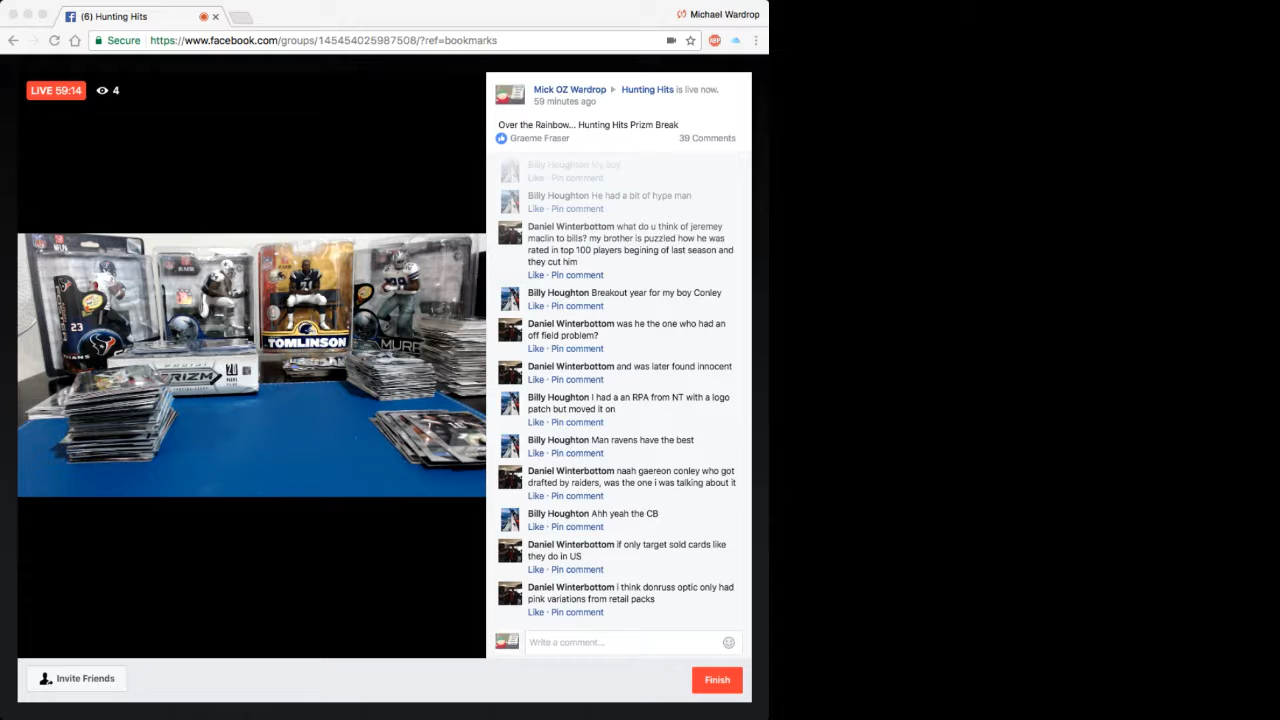 (6) Hunting Hits
Michael Wardrop
Secure
https://www.facebook.com/groups/145454025987508/?ref=bookmarks
ABP
LIVE 59:14
4
Mick OZ Wardrop Hunting Hits is live now.
59 minutes ago
Over the Rainbow... Hunting Hits Prizm Break
Graeme Fraser
39 Comments
Billy Houghton My boy
Like · Pin comment
Billy Houghton He had a bit of hype man
Like · Pin comment
Daniel Winterbottom what do u think of jeremey
maclin to bills? my brother is puzzled how he was
rated in top 100 players begining of last season and
they cut him
Like · Pin comment
Billy Houghton Breakout year for my boy Conley
Like · Pin comment
Daniel Winterbottom was he the one who had an
off field problem?
Like · Pin comment
Daniel Winterbottom and was later found innocent
Like · Pin comment
Billy Houghton I had a an RPA from NT with a logo
patch but moved it on
Like · Pin comment
Billy Houghton Man ravens have the best
Like · Pin comment
Daniel Winterbottom naah gaereon conley who got
drafted by raiders, was the one i was talking about it
Like · Pin comment
Billy Houghton Ahh yeah the CB
Like · Pin comment
Daniel Winterbottom if only target sold cards like
they do in US
Like · Pin comment
Daniel Winterbottom i think donruss optic only had
pink variations from retail packs
Like · Pin comment
Write a comment...
23
TEXANS
PRIZM
20
TOMLINSON
MURR
Invite Friends
Finish